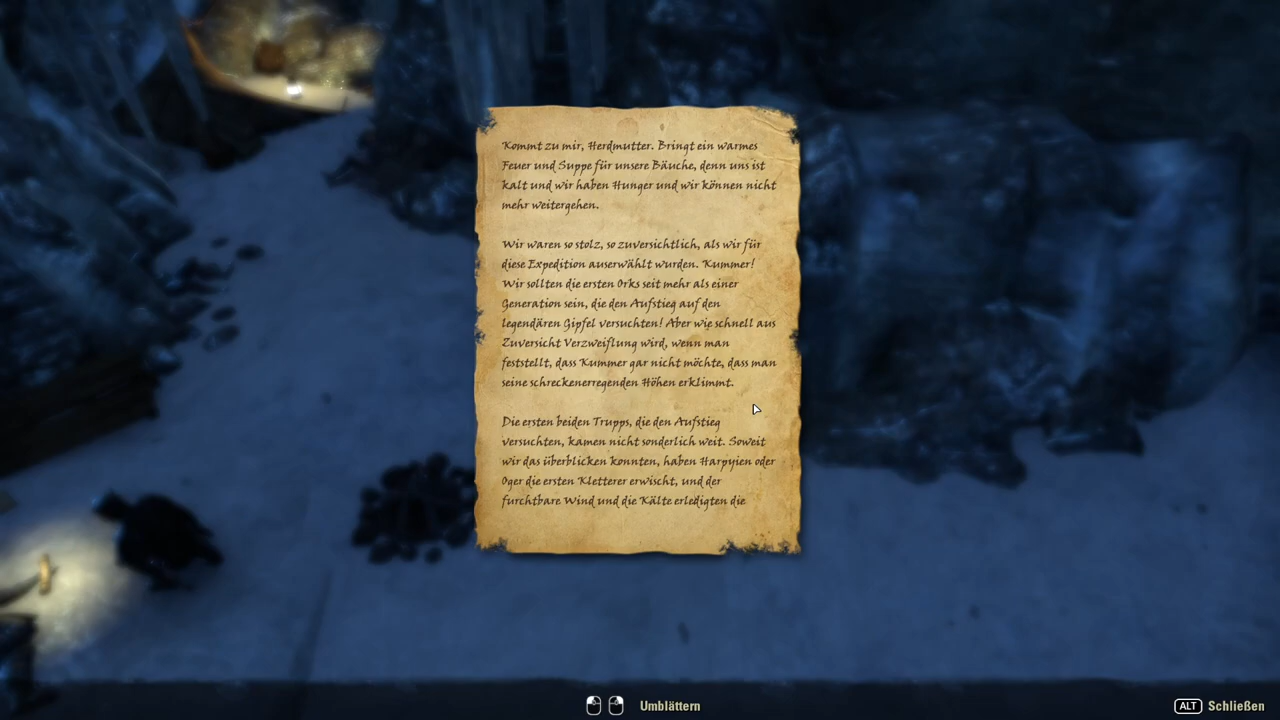 Kommt zu mir, Herdmutter. Bringt ein warmes
Feuer und Suppe für unsere Bäuche, denn uns ist
kalt und wir haben Hunger und wir können nicht
mehr weitergehen.
Wir waren so stolz, so zuversichtlich, als wir für
diese Expedition auserwählt wurden. Kummer!
Wir sollten die ersten Orks seit mehr als einer
Generation sein, die den Aufstieg auf den
legendären Gipfel versuchten! Aber wie schnell aus
Zuversicht Verzweiflung wird, wenn man
feststellt, dass Kummer gar nicht möchte, dass man
seine schreckenerregenden Höhen erklimmt.
Die ersten beiden Trupps, die den Aufstieg
versuchten, kamen nicht sonderlich weit. Soweit
wir das überblicken konnten, haben Harpyien oder
Oger die ersten Kletterer erwischt, und der
furchtbare Wind und die Kälte erledigten die
Umblättern
ALT Schließen